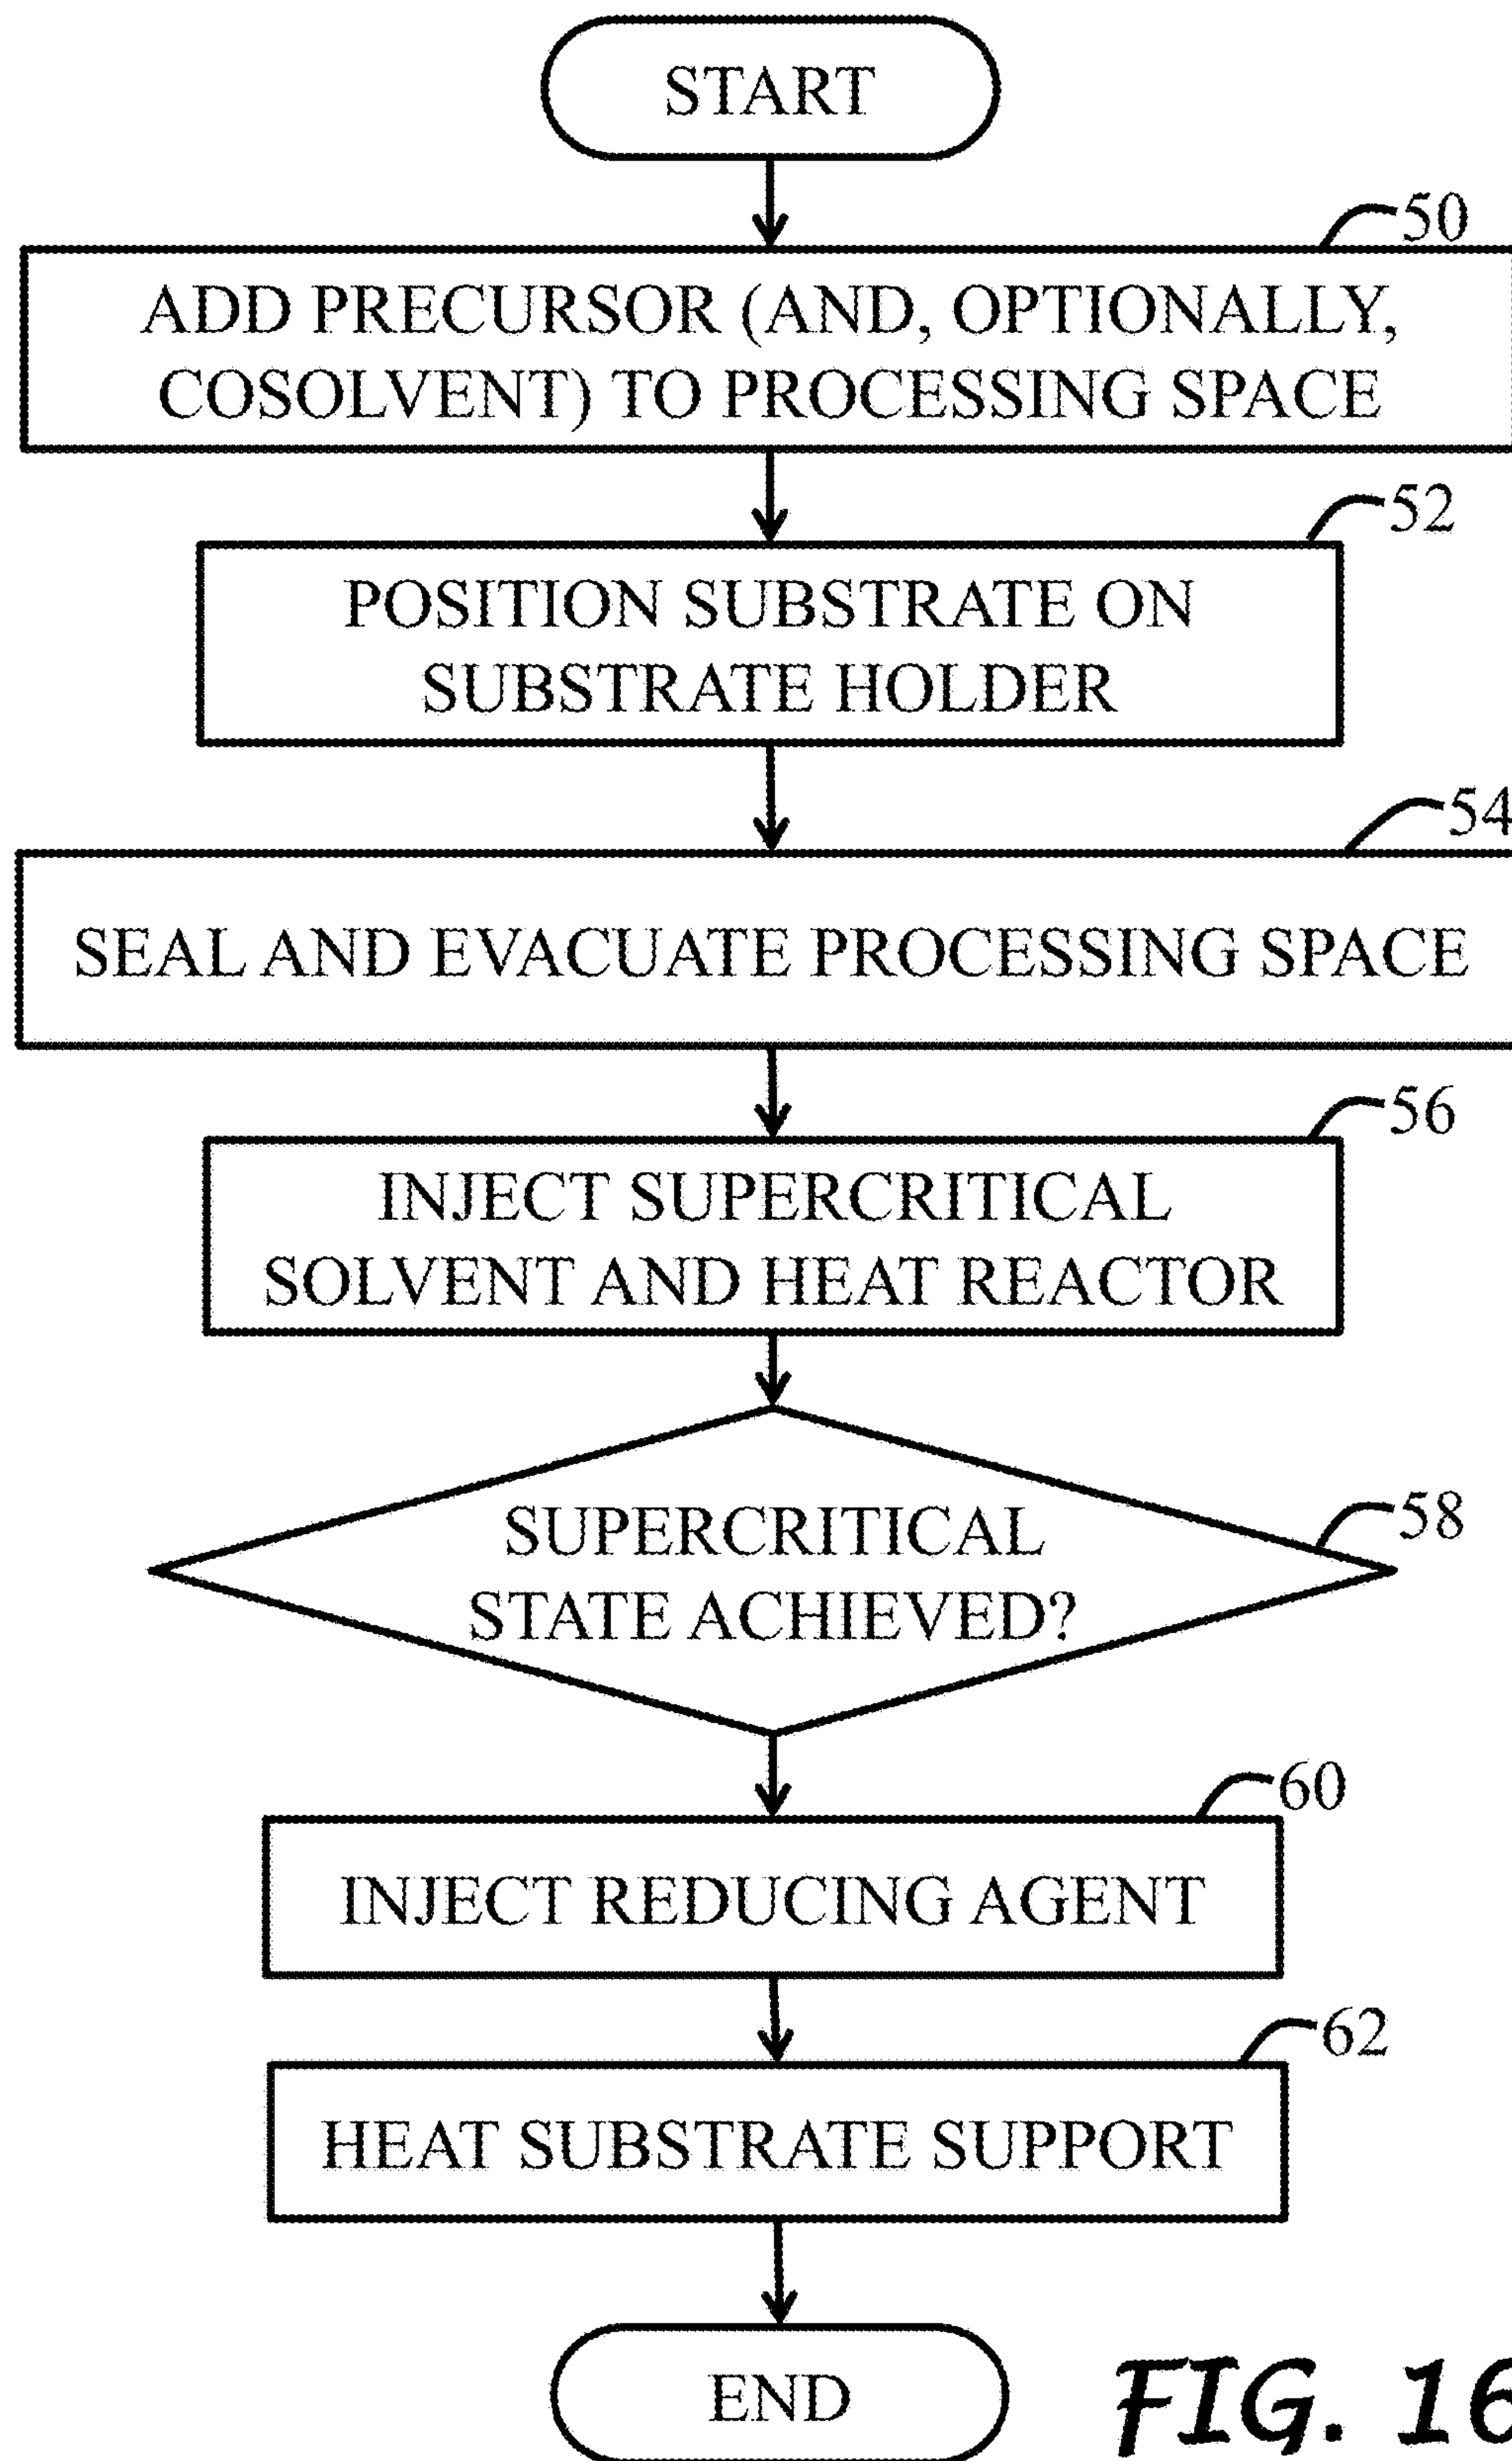 START
50
ADD PRECURSOR (AND, OPTIONALLY,
COSOLVENT) TO PROCESSING SPACE
52
POSITION SUBSTRATE ON
SUBSTRATE HOLDER
54
SEAL AND EVACUATE PROCESSING SPACE
56
INJECT SUPERCRITICAL
SOLVENT AND HEAT REACTOR
58
SUPERCRITICAL
STATE ACHIEVED?
60
INJECT REDUCING AGENT
62
HEAT SUBSTRATE SUPPORT
END
FIG. 16